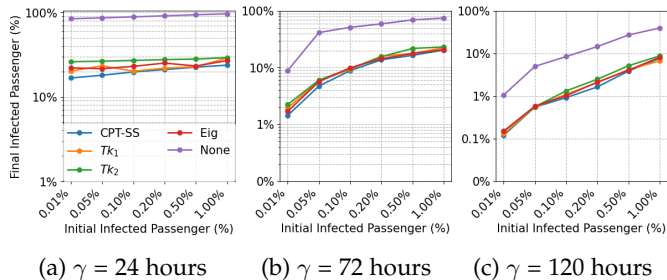 100%
10%
1%
Final Infected Passenger (%)
CPT-SS
Tk₁
Tk₂
Eig
None
0.01%
0.05%
0.10%
0.20%
0.50%
1.00%
Initial Infected Passenger (%)
(a) γ = 24 hours
100%
10%
1%
0%
0.01%
0.05%
0.10%
0.20%
0.50%
1.00%
Initial Infected Passenger (%)
(b) γ = 72 hours
100%
10%
1%
0.1%
0%
0.01%
0.05%
0.10%
0.20%
0.50%
1.00%
Initial Infected Passenger (%)
(c) γ = 120 hours